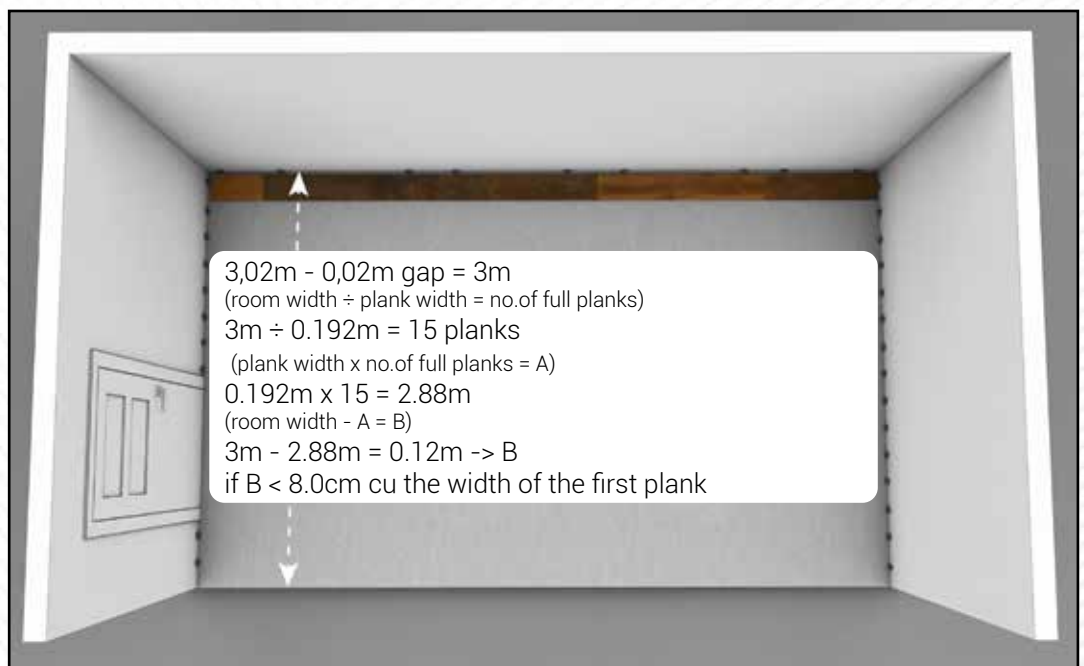 3,02m - 0,02m gap = 3m
(room width ÷ plank width = no.of full planks)
3m ÷ 0.192m = 15 planks
(plank width x no.of full planks = A)
0.192m x 15 = 2.88m
(room width - A = B)
3m - 2.88m = 0.12m -> B
if B < 8.0cm cu the width of the first plank